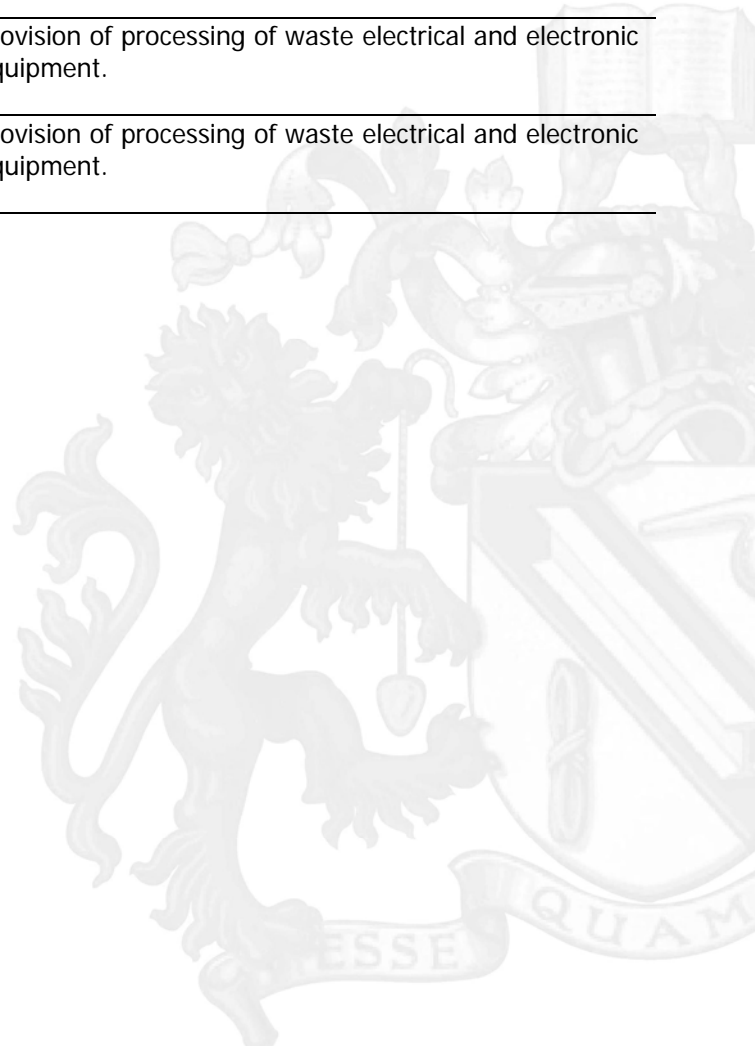 ovision of processing of waste electrical and electronic
quipment.
ovision of processing of waste electrical and electronic
quipment.
ESSE
QUAM